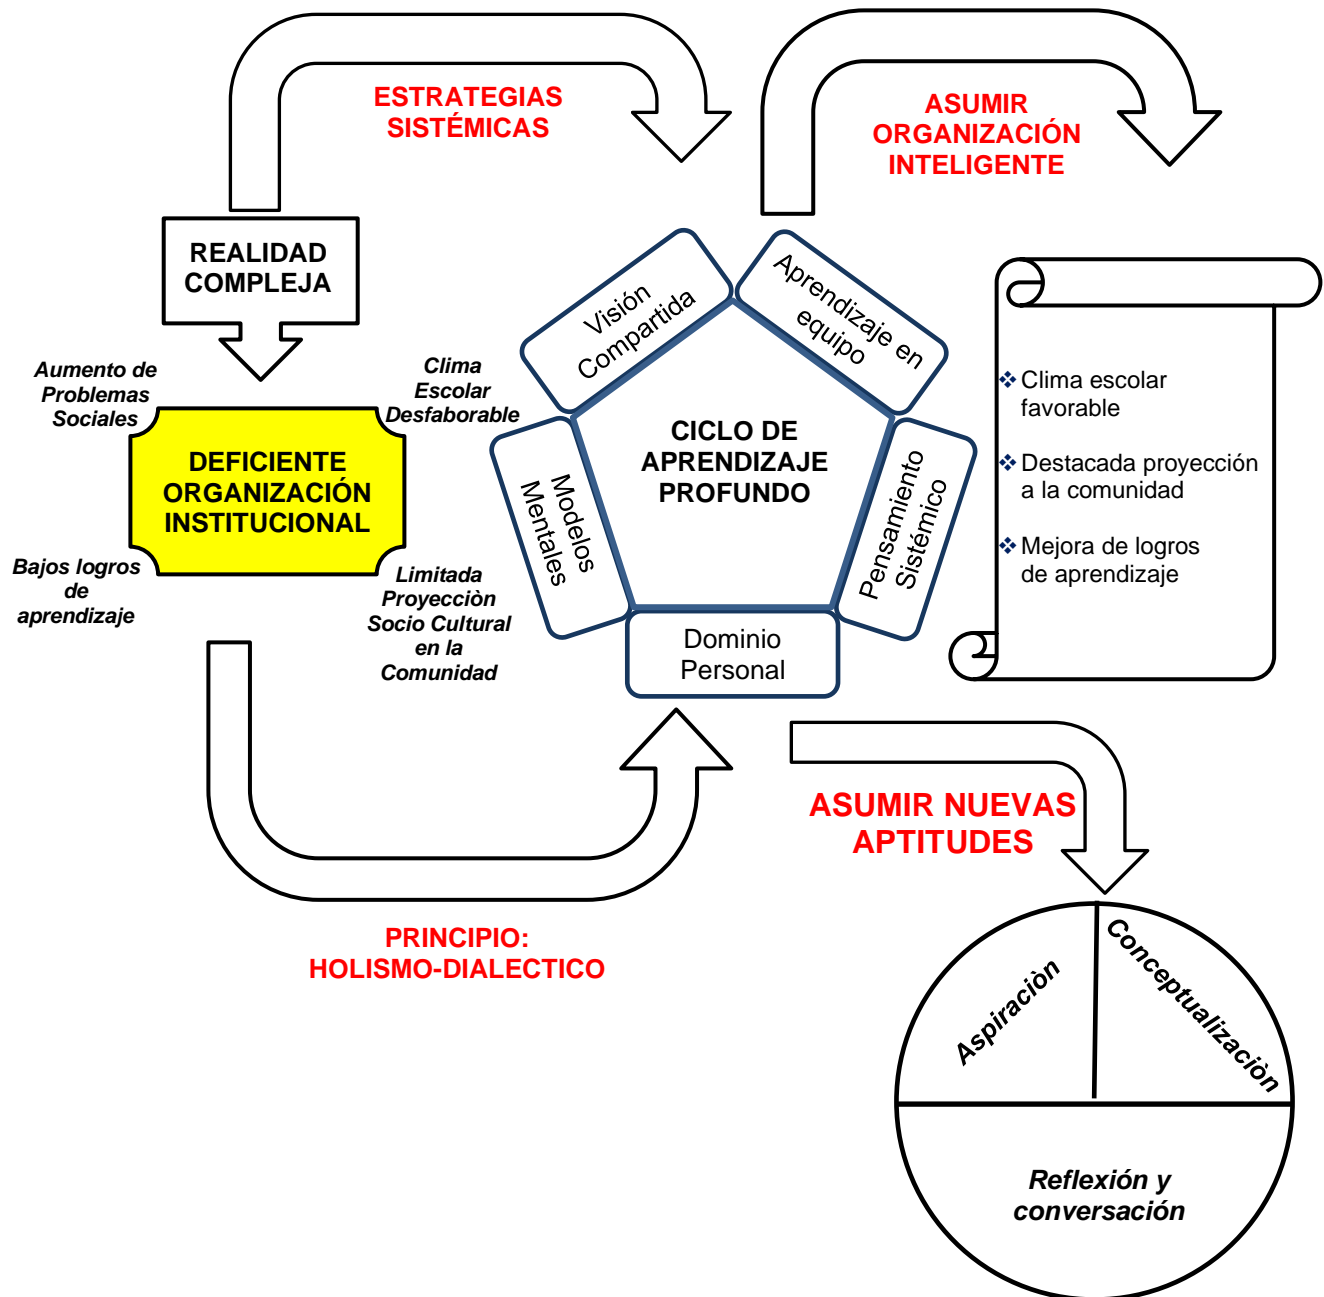 ESTRATEGIAS
SISTÉMICAS
ASUMIR
ORGANIZACIÓN
INTELIGENTE
REALIDAD
COMPLEJA
Aumento de
Problemas
Sociales
Clima
Escolar
Desfaborable
DEFICIENTE
ORGANIZACIÓN
INSTITUCIONAL
Bajos logros
de
aprendizaje
Limitada
Proyecciòn
Socio Cultural
en la
Comunidad
Visión
Compartida
Aprendizaje en
equipo
Modelos
Mentales
CICLO DE
APRENDIZAJE
PROFUNDO
Pensamiento
Sistémico
Dominio
Personal
❖ Clima escolar
favorable
❖ Destacada proyección
a la comunidad
❖ Mejora de logros
de aprendizaje
ASUMIR NUEVAS
APTITUDES
PRINCIPIO:
HOLISMO-DIALECTICO
Aspiraciòn
Conceptualizaciòn
Reflexión y
conversación